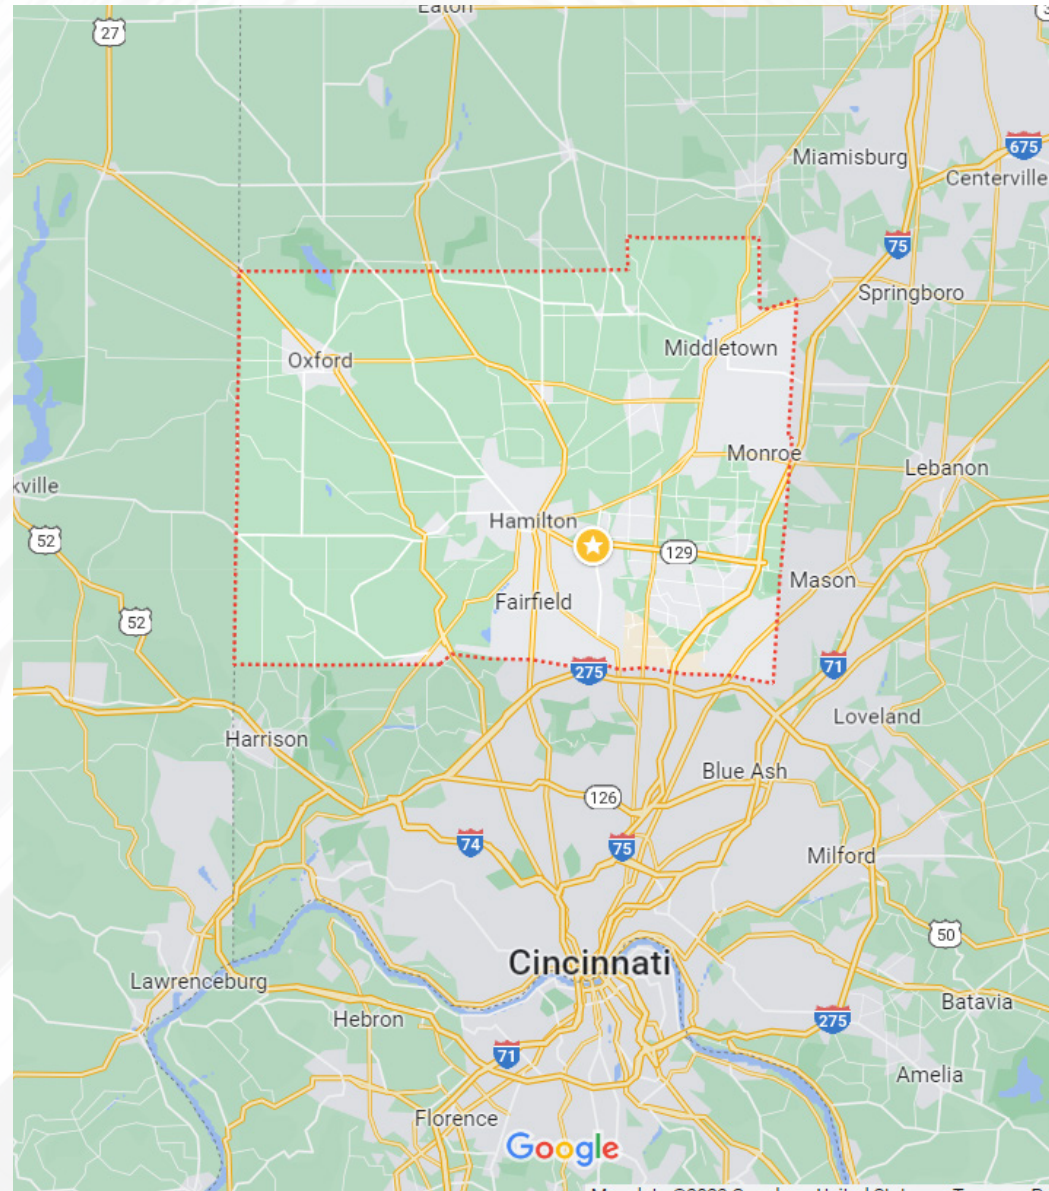 Eaton
27
Miamisburg
675
Centerville
75
Springboro
Oxford
Middletown
Monroe
Lebanon
kville
52
Hamilton
129
Mason
52
Fairfield
275
71
Loveland
Harrison
Blue Ash
126
74
75
Milford
50
Cincinnati
Lawrenceburg
Hebron
Batavia
275
71
Amelia
Florence
Google